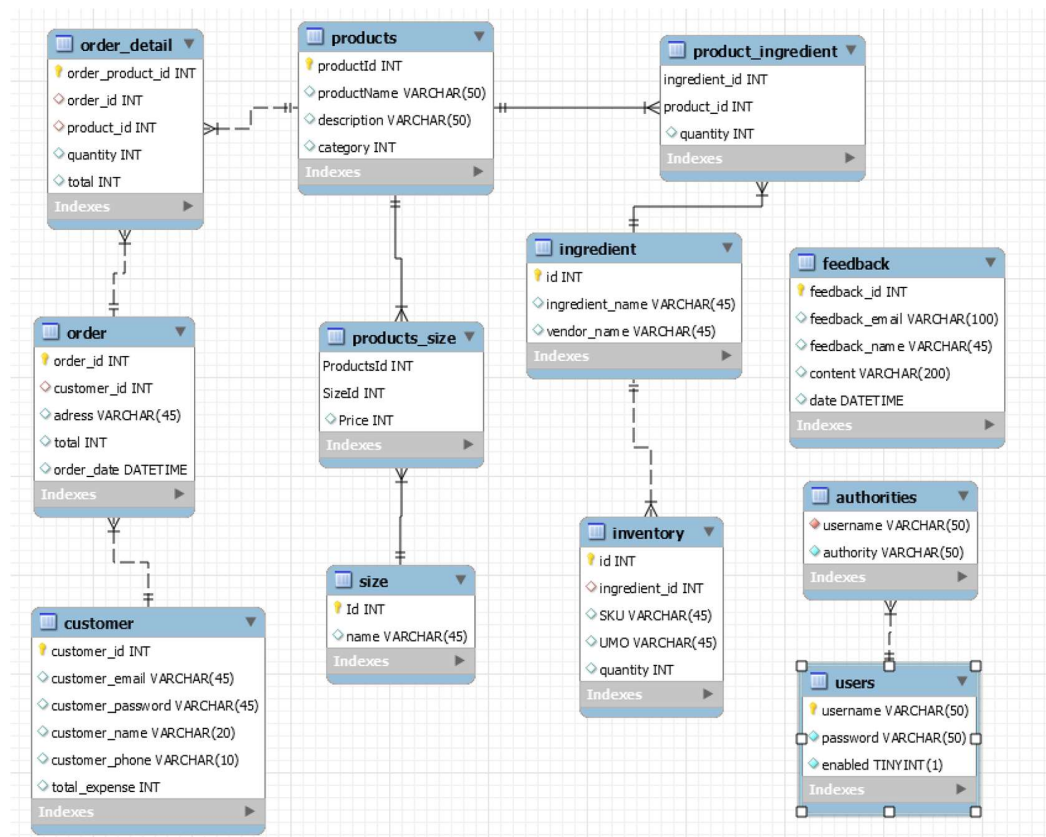 order_detail
order_product_id INT
order_id INT
product_id INT
quantity INT
total INT
Indexes
products
productId INT
productName VARCHAR(50)
description VARCHAR(50)
category INT
Indexes
product_ingredient
ingredient_id INT
product_id INT
quantity INT
Indexes
order
order_id INT
customer_id INT
adress VARCHAR(45)
total INT
order_date DATETIME
Indexes
products_size
ProductsId INT
SizeId INT
Price INT
Indexes
ingredient
id INT
ingredient_name VARCHAR(45)
vendor_name VARCHAR(45)
Indexes
feedback
feedback_id INT
feedback_email VARCHAR(100)
feedback_name VARCHAR(45)
content VARCHAR(200)
date DATETIME
Indexes
customer
customer_id INT
customer_email VARCHAR(45)
customer_password VARCHAR(45)
customer_name VARCHAR(20)
customer_phone VARCHAR(10)
total_expense INT
Indexes
size
Id INT
name VARCHAR(45)
Indexes
inventory
id INT
ingredient_id INT
SKU VARCHAR(45)
UMO VARCHAR(45)
quantity INT
Indexes
authorities
username VARCHAR(50)
authority VARCHAR(50)
Indexes
users
username VARCHAR(50)
password VARCHAR(50)
enabled TINYINT(1)
Indexes